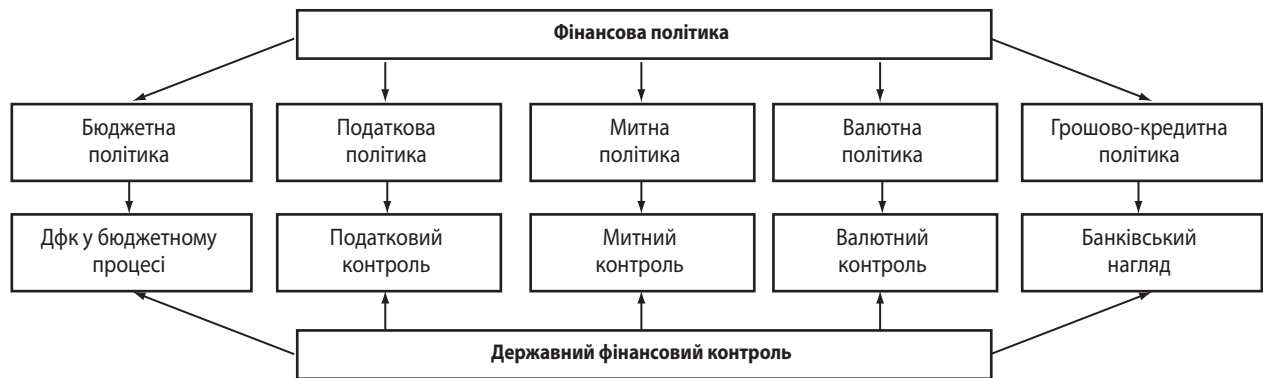 Фінансова політика
Бюджетна
політика
Податкова
політика
Митна
політика
Валютна
політика
Грошово-кредитна
політика
Дфк у бюджетному
процесі
Податковий
контроль
Митний
контроль
Валютний
контроль
Банківський
нагляд
Державний фінансовий контроль